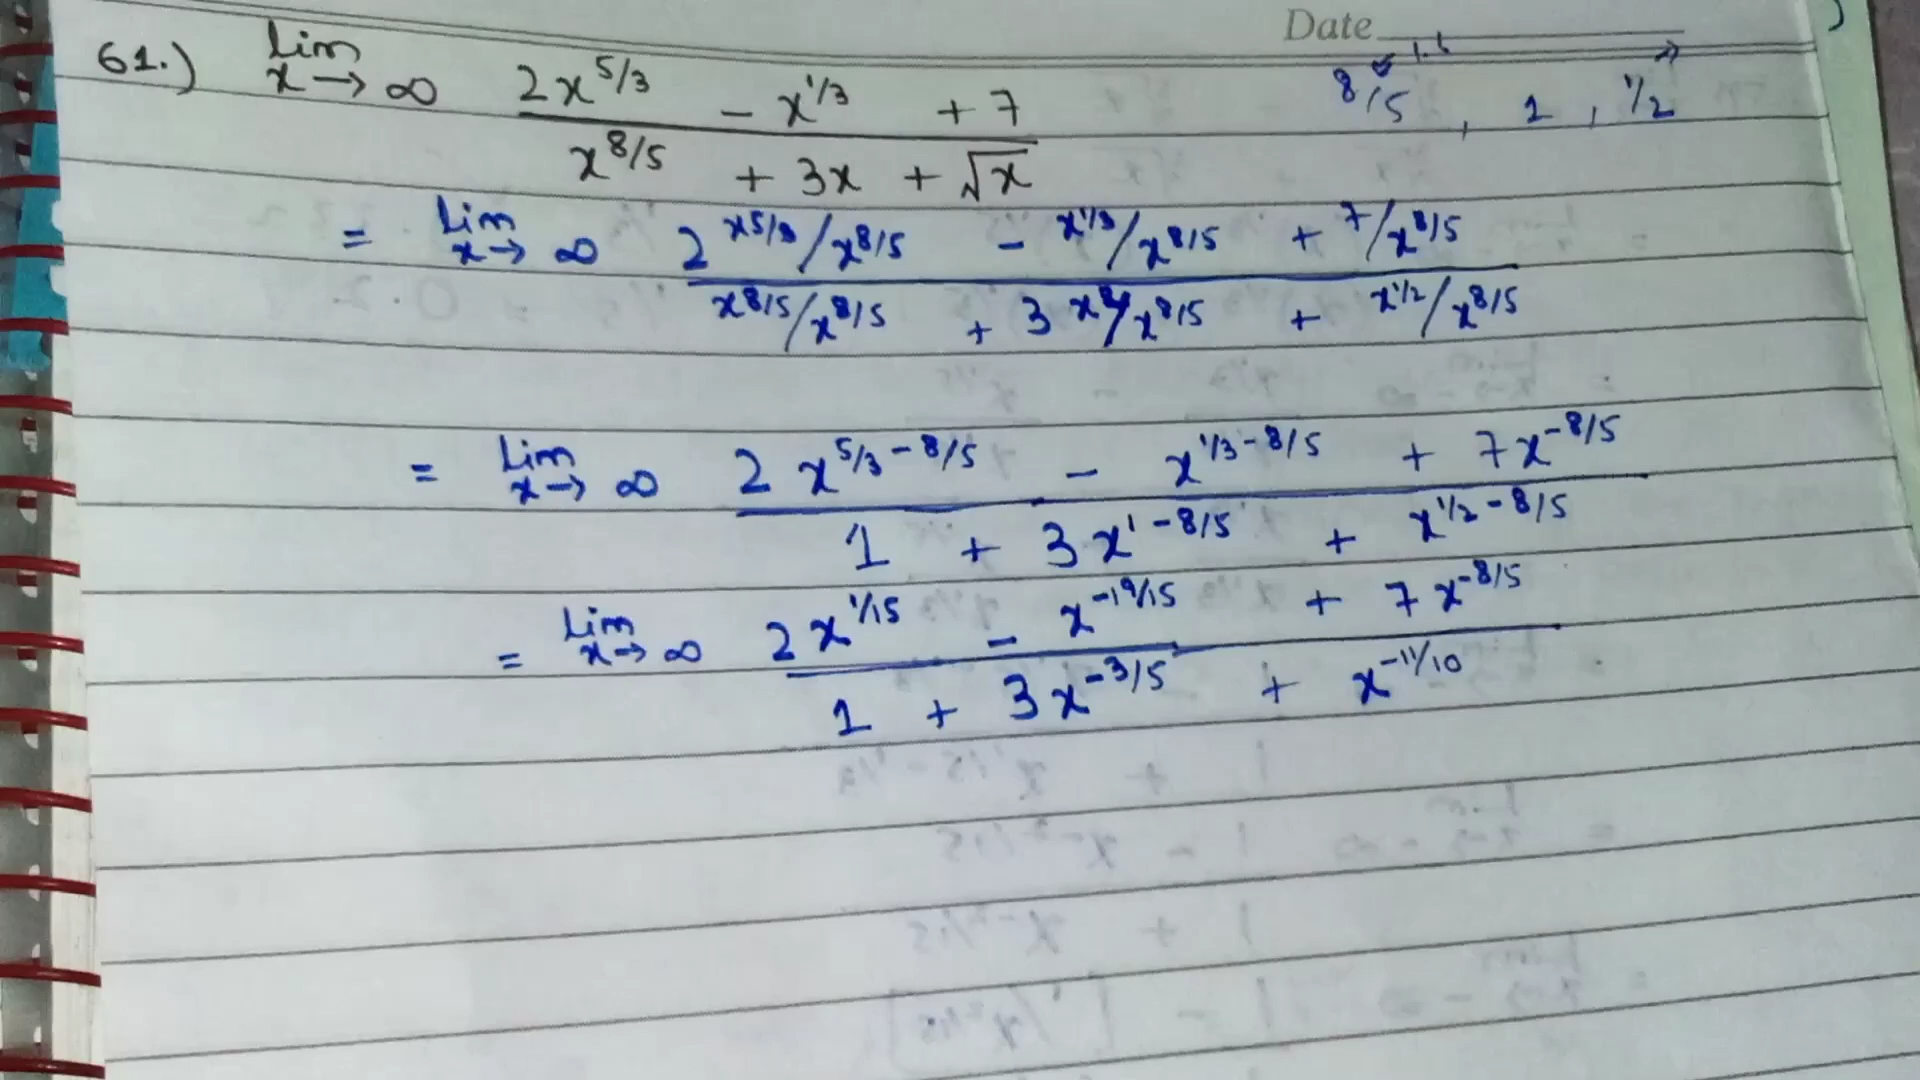 Date
61.) lim x→∞ (2x^5/3 - x^1/3 + 7) / (x^8/5 + 3x + √x)
8/5 , 1 , 1/2
= lim x→∞ (2 x^5/3/x^8/5 - x^1/3/x^8/5 + 7/x^8/5) / (x^8/5/x^8/5 + 3 x/x^8/5 + x^1/2/x^8/5)
= lim x→∞ (2 x^5/3-8/5 - x^1/3-8/5 + 7x^-8/5) / (1 + 3x^1-8/5 + x^1/2-8/5)
= lim x→∞ (2x^1/15 - x^-19/15 + 7x^-8/5) / (1 + 3x^-3/5 + x^-11/10)